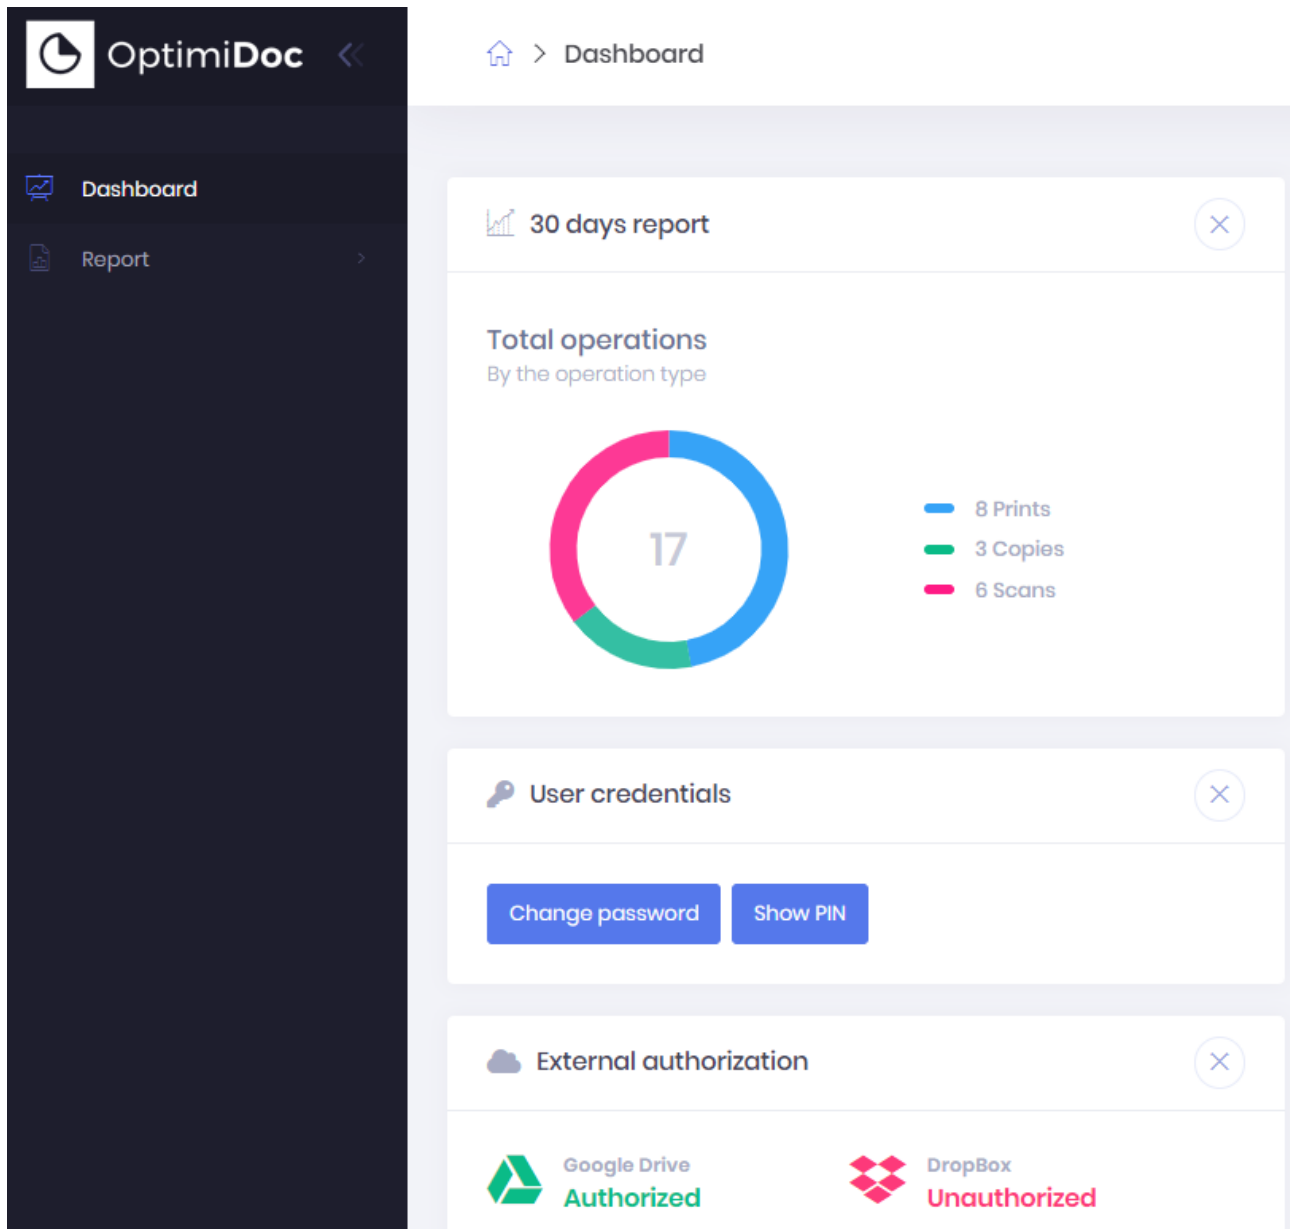 OptimiDoc
Dashboard
Dashboard
Report
30 days report
Total operations
By the operation type
17
8 Prints
3 Copies
6 Scans
User credentials
Change password
Show PIN
External authorization
Google Drive
Authorized
DropBox
Unauthorized